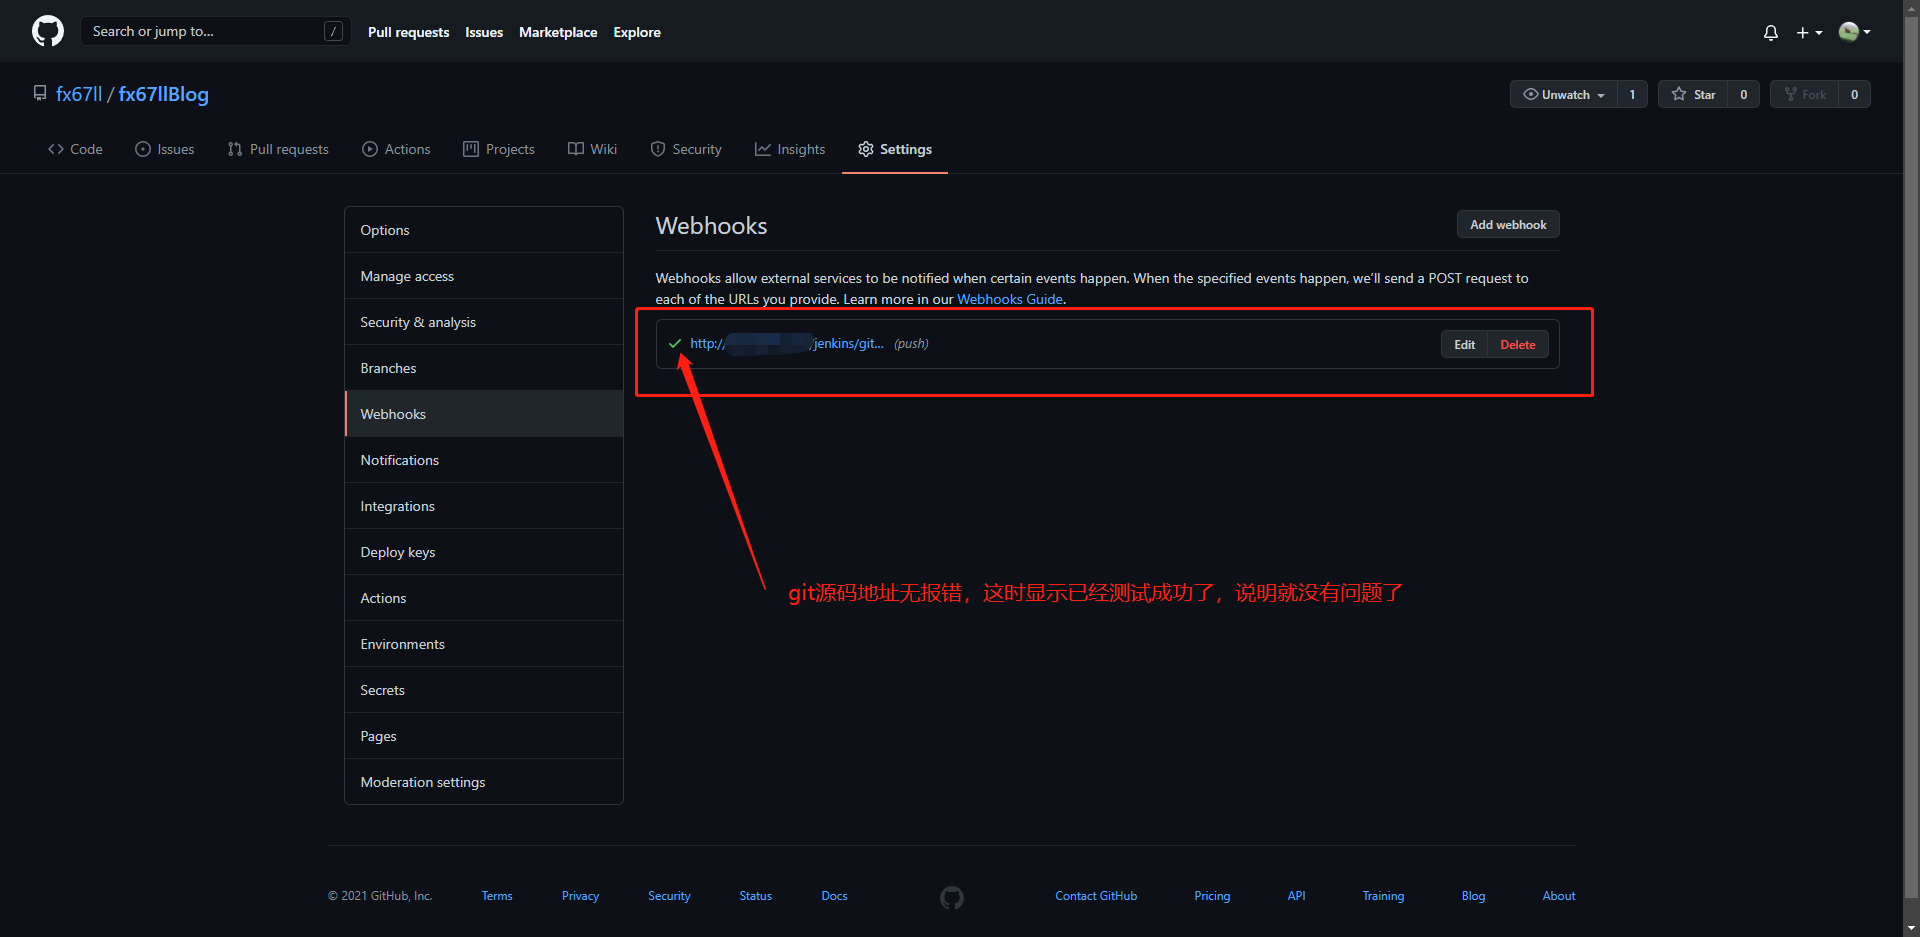 Search or jump to... /
Pull requests Issues Marketplace Explore
fx67ll / fx67llBlog
Unwatch 1 Star 0 Fork 0
Code Issues Pull requests Actions Projects Wiki Security Insights Settings
Options
Manage access
Security & analysis
Branches
Webhooks
Notifications
Integrations
Deploy keys
Actions
Environments
Secrets
Pages
Moderation settings
Webhooks
Add webhook
Webhooks allow external services to be notified when certain events happen. When the specified events happen, we'll send a POST request to
each of the URLs you provide. Learn more in our Webhooks Guide.
http:// /jenkins/git... (push)
Edit Delete
git源码地址无报错，这时显示已经测试成功了，说明就没有问题了
© 2021 GitHub, Inc. Terms Privacy Security Status Docs Contact GitHub Pricing API Training Blog About